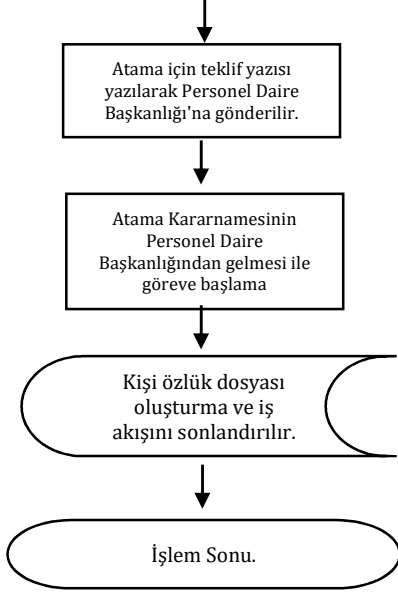 Atama için teklif yazısı
yazılarak Personel Daire
Başkanlığı'na gönderilir.
Atama Kararnamesinin
Personel Daire
Başkanlığından gelmesi ile
göreve başlama
Kişi özlük dosyası
oluşturma ve iş
akışını sonlandırılır.
İşlem Sonu.